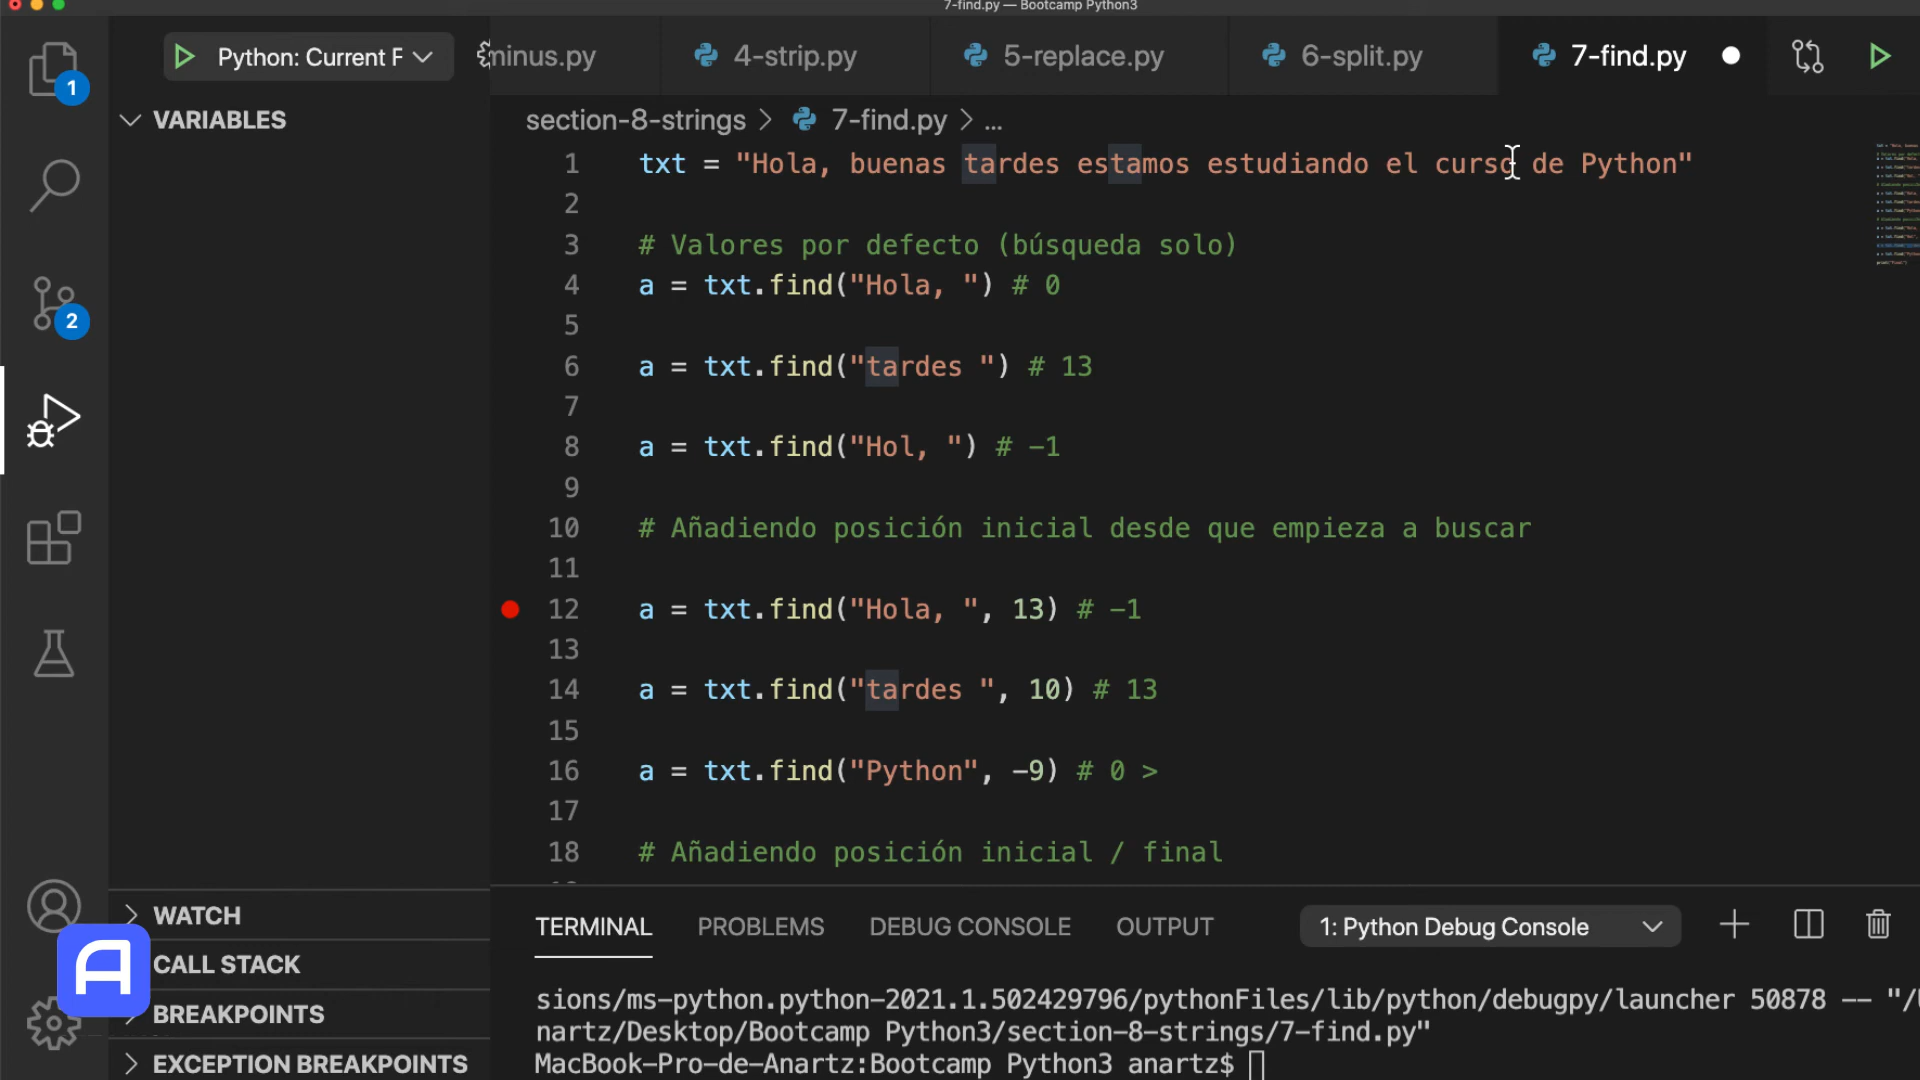 7-find.py — Bootcamp Python3
Python: Current F
minus.py
4-strip.py
5-replace.py
6-split.py
7-find.py
1
VARIABLES
section-8-strings > 7-find.py > ...
1 txt = "Hola, buenas tardes estamos estudiando el curso de Python"
2
3 # Valores por defecto (búsqueda solo)
4 a = txt.find("Hola, ") # 0
5
6 a = txt.find("tardes ") # 13
7
8 a = txt.find("Hol, ") # -1
9
10 # Añadiendo posición inicial desde que empieza a buscar
11
12 a = txt.find("Hola, ", 13) # -1
13
14 a = txt.find("tardes ", 10) # 13
15
16 a = txt.find("Python", -9) # 0 >
17
18 # Añadiendo posición inicial / final
2
WATCH
CALL STACK
BREAKPOINTS
EXCEPTION BREAKPOINTS
A
TERMINAL
PROBLEMS
DEBUG CONSOLE
OUTPUT
1: Python Debug Console
sions/ms-python.python-2021.1.502429796/pythonFiles/lib/python/debugpy/launcher 50878 -- "/
nartz/Desktop/Bootcamp Python3/section-8-strings/7-find.py"
MacBook-Pro-de-Anartz:Bootcamp Python3 anartz$